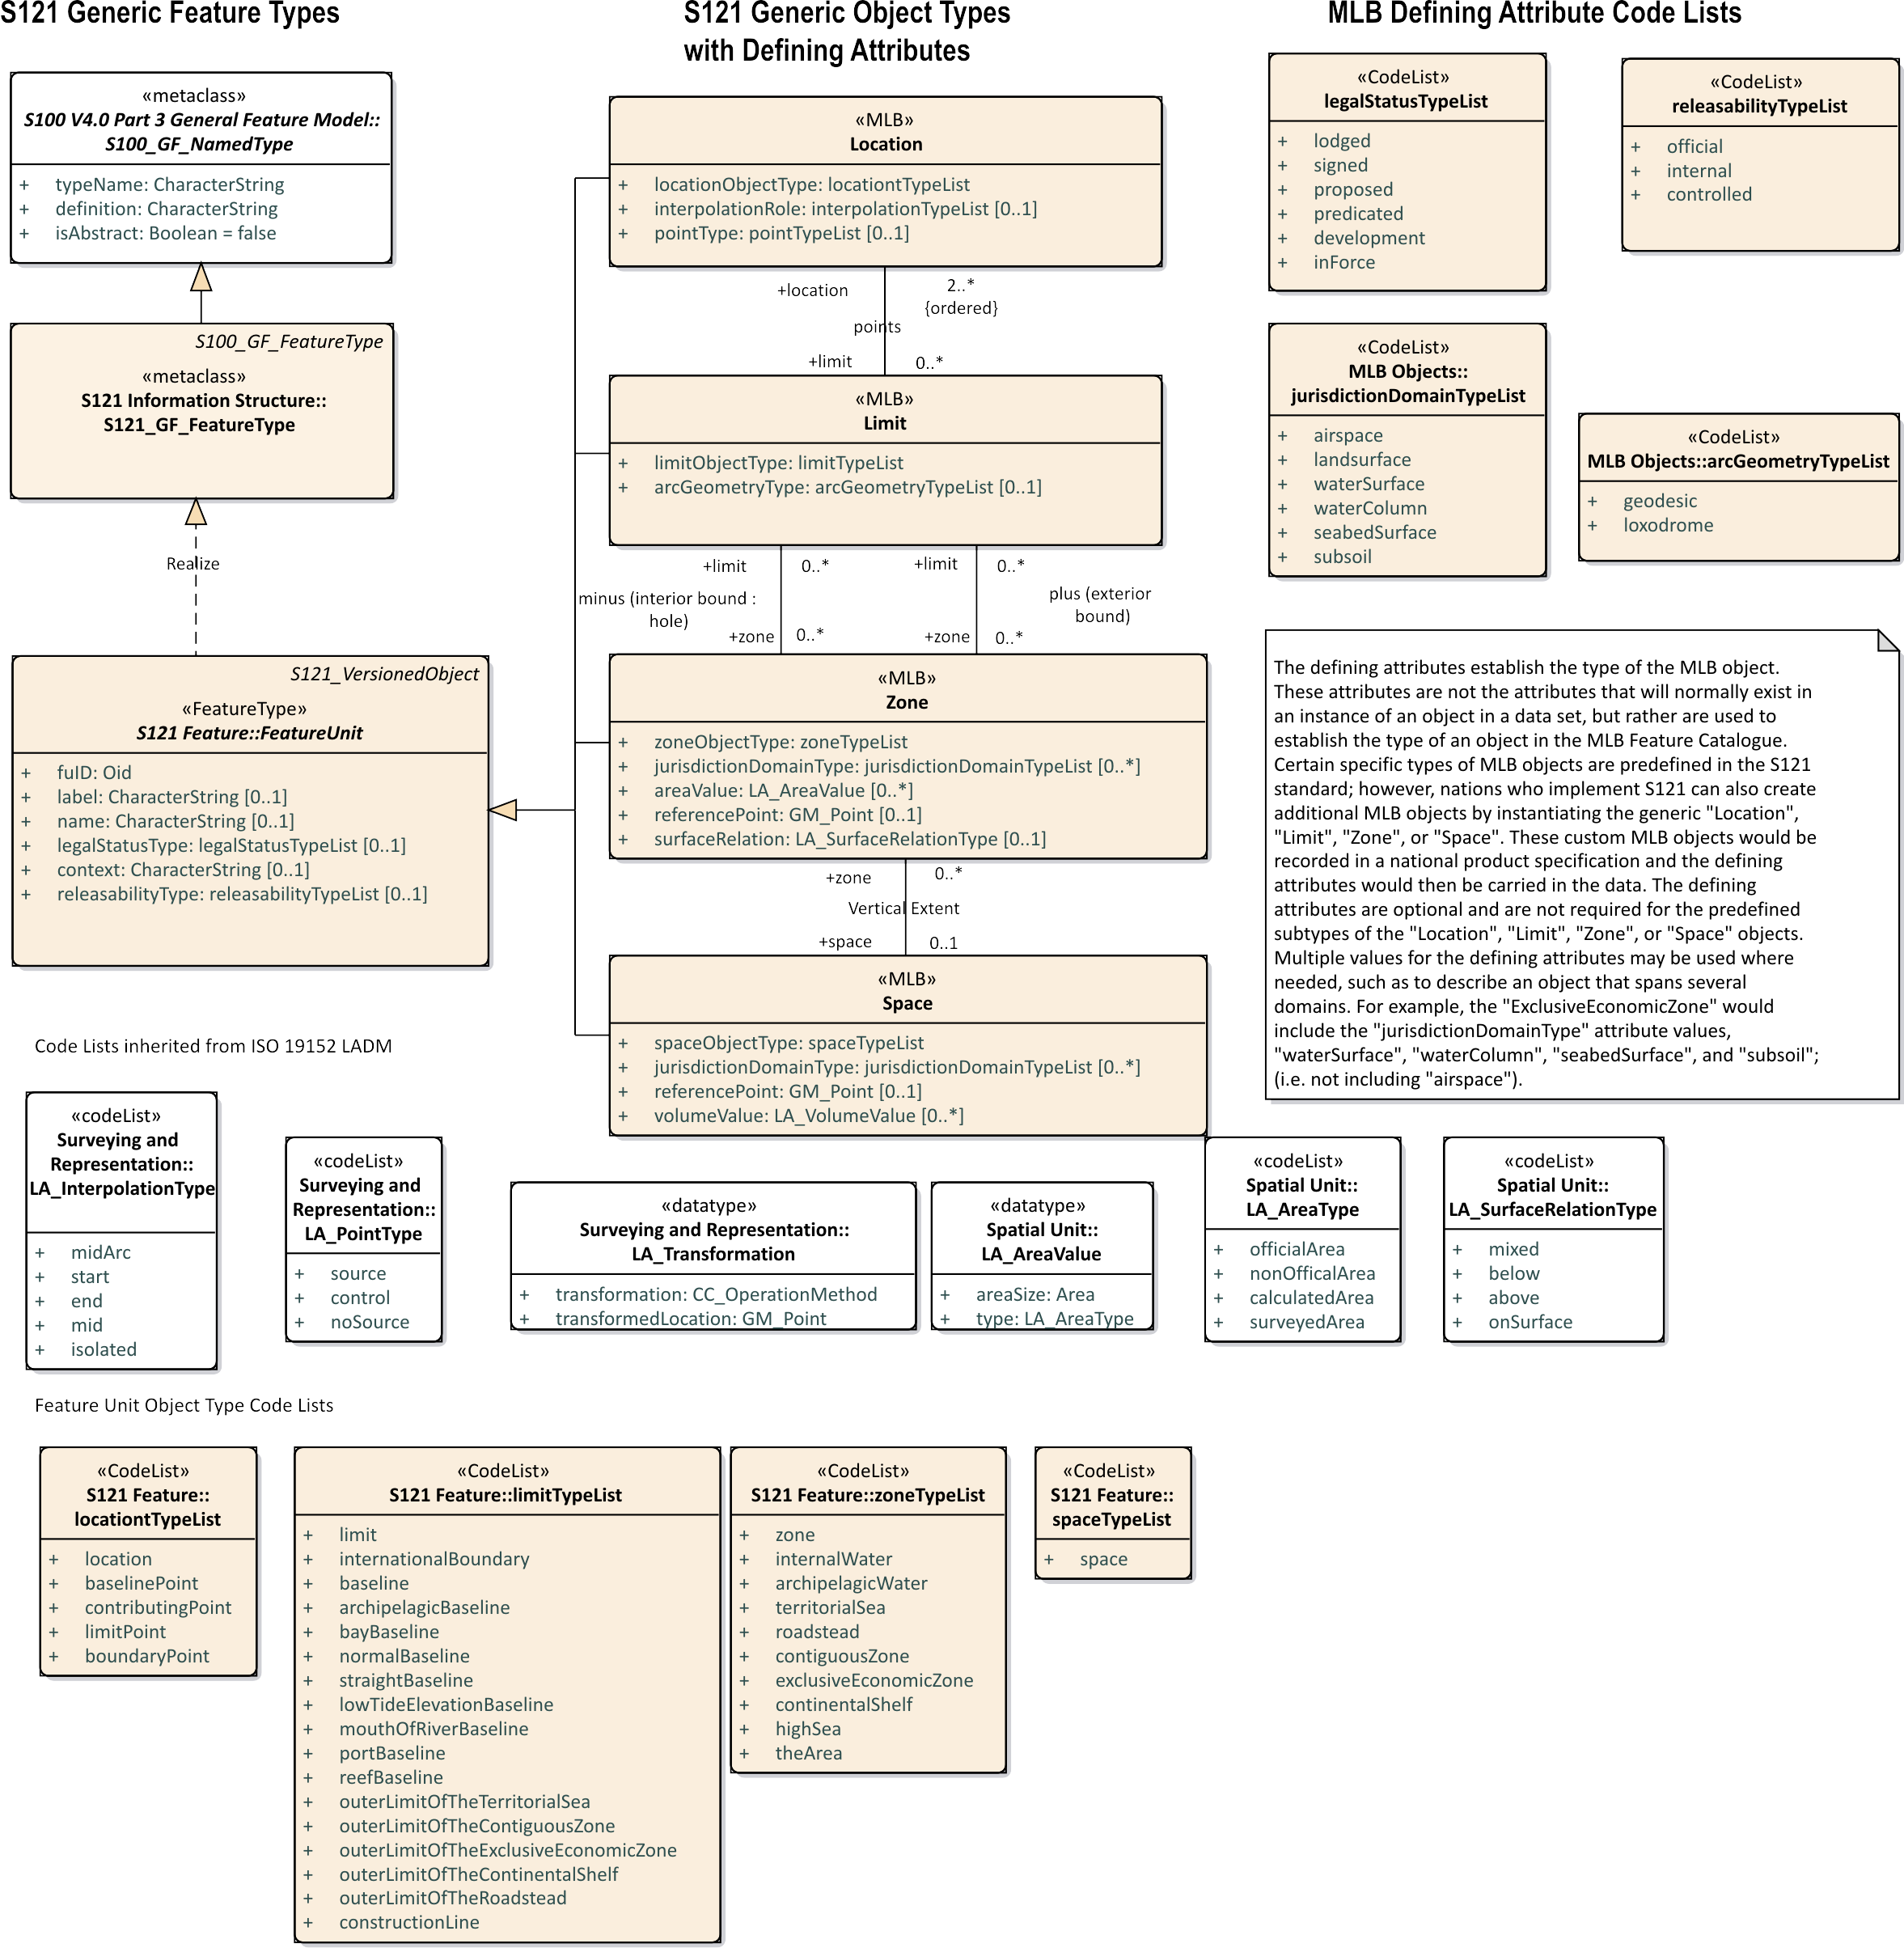 S121 Generic Feature Types
S121 Generic Object Types
with Defining Attributes
MLB Defining Attribute Code Lists
«metaclass»
S100 V4.0 Part 3 General Feature Model::
S100_GF_NamedType
+ typeName: CharacterString
+ definition: CharacterString
+ isAbstract: Boolean = false
S100_GF_FeatureType
«metaclass»
S121 Information Structure::
S121_GF_FeatureType
Realize
S121_VersionedObject
«FeatureType»
S121 Feature::FeatureUnit
+ fuID: Oid
+ label: CharacterString [0..1]
+ name: CharacterString [0..1]
+ legalStatusType: legalStatusTypeList [0..1]
+ context: CharacterString [0..1]
+ releasabilityType: releasabilityTypeList [0..1]
«MLB»
Location
+ locationObjectType: locationtTypeList
+ interpolationRole: interpolationTypeList [0..1]
+ pointType: pointTypeList [0..1]
+location 2..*
{ordered}
points
+limit 0..*
«MLB»
Limit
+ limitObjectType: limitTypeList
+ arcGeometryType: arcGeometryTypeList [0..1]
+limit 0..* +limit 0..*
minus (interior bound :
hole)
plus (exterior
bound)
+zone 0..* +zone 0..*
«MLB»
Zone
+ zoneObjectType: zoneTypeList
+ jurisdictionDomainType: jurisdictionDomainTypeList [0..*]
+ areaValue: LA_AreaValue [0..*]
+ referencePoint: GM_Point [0..1]
+ surfaceRelation: LA_SurfaceRelationType [0..1]
+zone 0..*
Vertical Extent
+space 0..1
«MLB»
Space
+ spaceObjectType: spaceTypeList
+ jurisdictionDomainType: jurisdictionDomainTypeList [0..*]
+ referencePoint: GM_Point [0..1]
+ volumeValue: LA_VolumeValue [0..*]
«CodeList»
legalStatusTypeList
+ lodged
+ signed
+ proposed
+ predicated
+ development
+ inForce
«CodeList»
releasabilityTypeList
+ official
+ internal
+ controlled
«CodeList»
MLB Objects::
jurisdictionDomainTypeList
+ airspace
+ landsurface
+ waterSurface
+ waterColumn
+ seabedSurface
+ subsoil
«CodeList»
MLB Objects::arcGeometryTypeList
+ geodesic
+ loxodrome
The defining attributes establish the type of the MLB object.
These attributes are not the attributes that will normally exist in
an instance of an object in a data set, but rather are used to
establish the type of an object in the MLB Feature Catalogue.
Certain specific types of MLB objects are predefined in the S121
standard; however, nations who implement S121 can also create
additional MLB objects by instantiating the generic "Location",
"Limit", "Zone", or "Space". These custom MLB objects would be
recorded in a national product specification and the defining
attributes would then be carried in the data. The defining
attributes are optional and are not required for the predefined
subtypes of the "Location", "Limit", "Zone", or "Space" objects.
Multiple values for the defining attributes may be used where
needed, such as to describe an object that spans several
domains. For example, the "ExclusiveEconomicZone" would
include the "jurisdictionDomainType" attribute values,
"waterSurface", "waterColumn", "seabedSurface", and "subsoil";
(i.e. not including "airspace").
Code Lists inherited from ISO 19152 LADM
«codeList»
Surveying and
Representation::
LA_InterpolationType
+ midArc
+ start
+ end
+ mid
+ isolated
«codeList»
Surveying and
Representation::
LA_PointType
+ source
+ control
+ noSource
«datatype»
Surveying and Representation::
LA_Transformation
+ transformation: CC_OperationMethod
+ transformedLocation: GM_Point
«datatype»
Spatial Unit::
LA_AreaValue
+ areaSize: Area
+ type: LA_AreaType
«codeList»
Spatial Unit::
LA_AreaType
+ officialArea
+ nonOfficalArea
+ calculatedArea
+ surveyedArea
«codeList»
Spatial Unit::
LA_SurfaceRelationType
+ mixed
+ below
+ above
+ onSurface
Feature Unit Object Type Code Lists
«CodeList»
S121 Feature::
locationtTypeList
+ location
+ baselinePoint
+ contributingPoint
+ limitPoint
+ boundaryPoint
«CodeList»
S121 Feature::limitTypeList
+ limit
+ internationalBoundary
+ baseline
+ archipelagicBaseline
+ bayBaseline
+ normalBaseline
+ straightBaseline
+ lowTideElevationBaseline
+ mouthOfRiverBaseline
+ portBaseline
+ reefBaseline
+ outerLimitOfTheTerritorialSea
+ outerLimitOfTheContiguousZone
+ outerLimitOfTheExclusiveEconomicZone
+ outerLimitOfTheContinentalShelf
+ outerLimitOfTheRoadstead
+ constructionLine
«CodeList»
S121 Feature::zoneTypeList
+ zone
+ internalWater
+ archipelagicWater
+ territorialSea
+ roadstead
+ contiguousZone
+ exclusiveEconomicZone
+ continentalShelf
+ highSea
+ theArea
«CodeList»
S121 Feature::
spaceTypeList
+ space